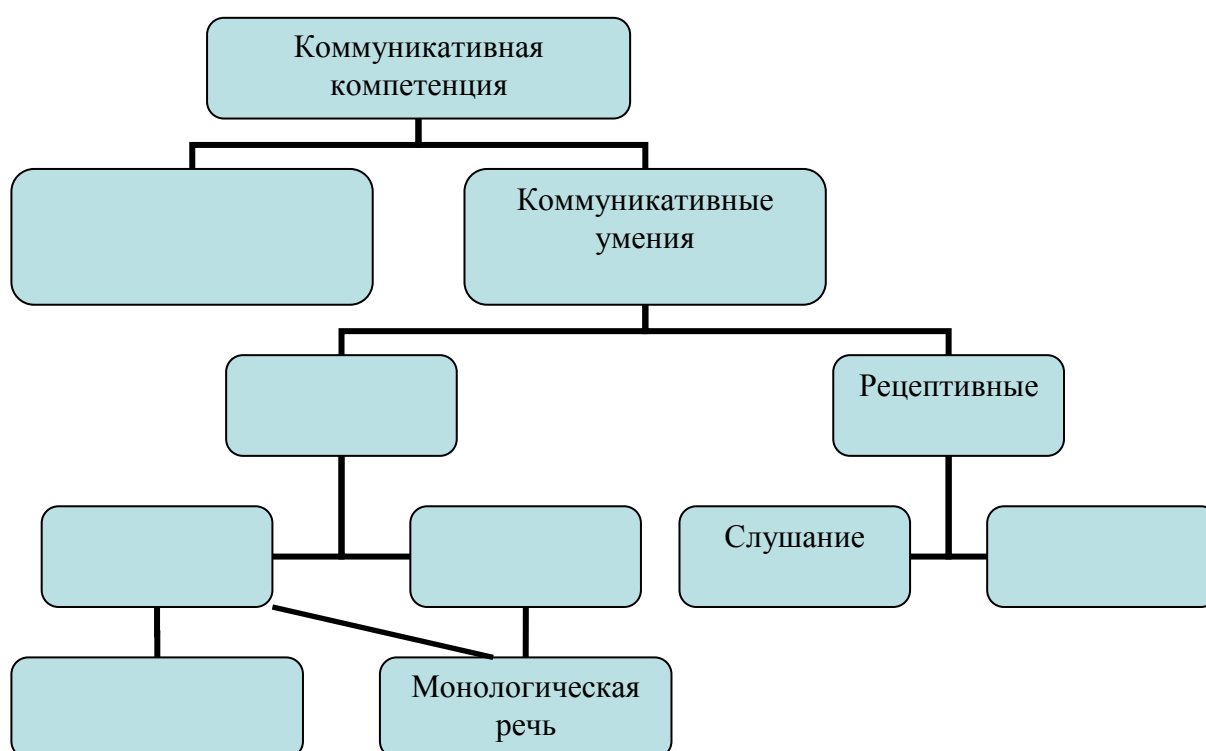 Коммуникативная
компетенция
Коммуникативные
умения
Рецептивные
Слушание
Монологическая
речь